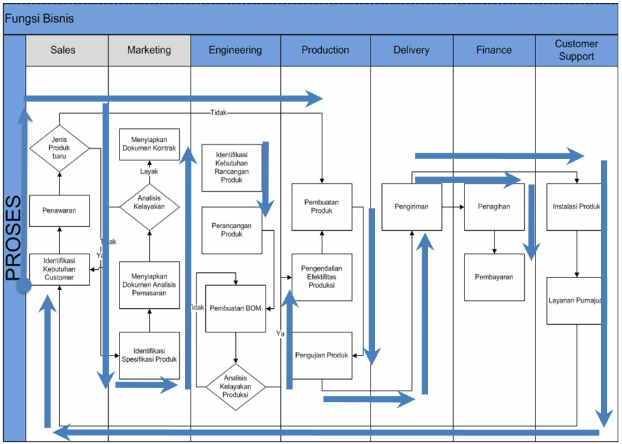 Fungsi Bisnis
Sales
Marketing
Engineering
Production
Delivery
Finance
Customer
Support
PROSES
Tidak
Jenis
Produk
baru
Penawaran
Identifikasi
Kebutuhan
Customer
Ya
Menyiapkan
Dokumen Kontrak
Layak
Analisis
Kelayakan
Menyiapkan
Dokumen Analisis
Pemasaran
Identifikasi
Spesifikasi Produk
Identifikasi
Kebutuhan
Rancangan
Produk
Perancangan
Produk
Tidak
Pembuatan BOM
Ya
Analisis
Kelayakan
Produksi
Pembuatan
Produk
Pengendalian
Efektifitas
Produksi
Pengujian Produk
Pengiriman
Penagihan
Pembayaran
Instalasi Produk
Layanan Purnajual